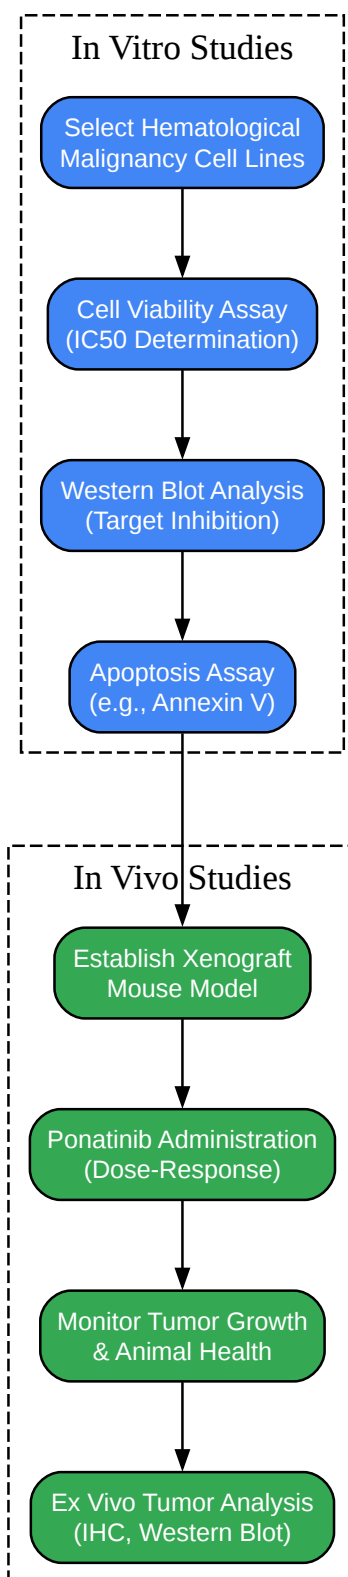 In Vitro Studies
Select Hematological
Malignancy Cell Lines
Cell Viability Assay
(IC50 Determination)
Western Blot Analysis
(Target Inhibition)
Apoptosis Assay
(e.g., Annexin V)
In Vivo Studies
Establish Xenograft
Mouse Model
Ponatinib Administration
(Dose-Response)
Monitor Tumor Growth
& Animal Health
Ex Vivo Tumor Analysis
(IHC, Western Blot)